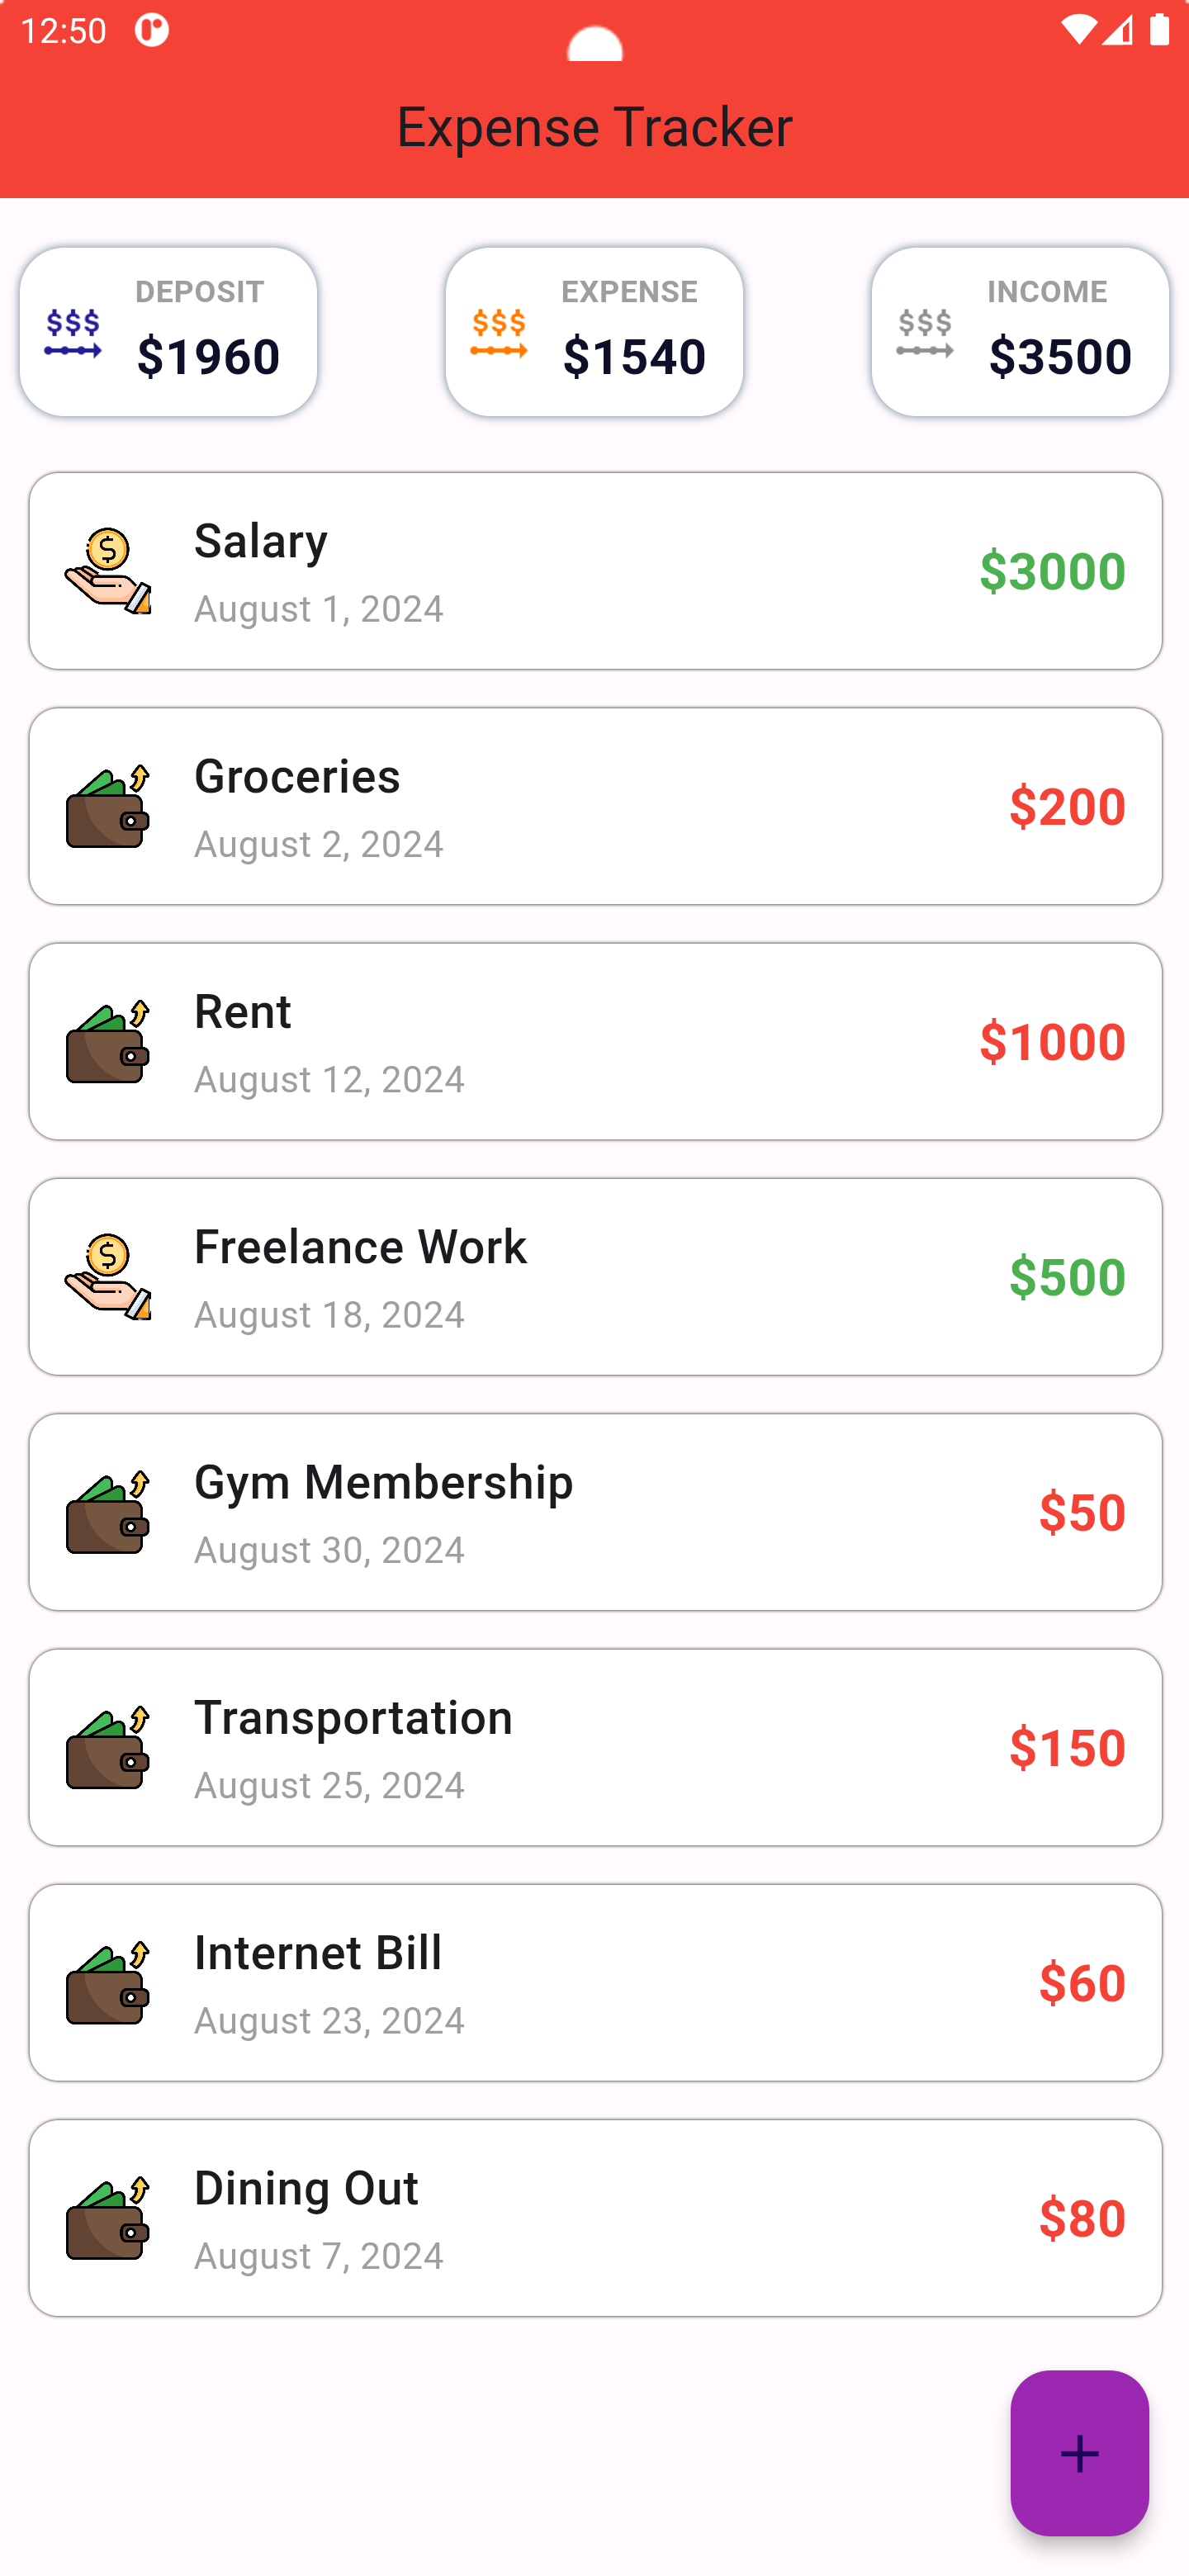 12:50
Expense Tracker
DEPOSIT
$$$
$1960
EXPENSE
$$$
$1540
INCOME
$$$
$3500
Salary
August 1, 2024
$3000
Groceries
August 2, 2024
$200
Rent
August 12, 2024
$1000
Freelance Work
August 18, 2024
$500
Gym Membership
August 30, 2024
$50
Transportation
August 25, 2024
$150
Internet Bill
August 23, 2024
$60
Dining Out
August 7, 2024
$80
+